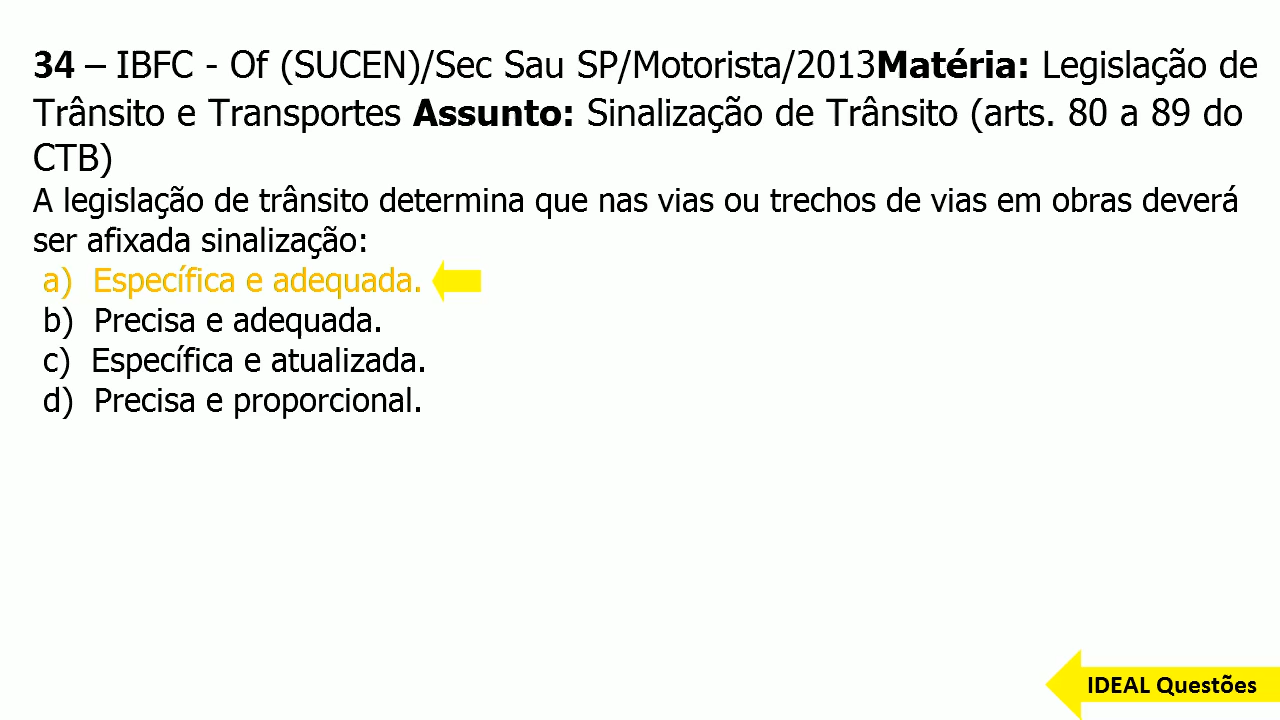 34 – IBFC - Of (SUCEN)/Sec Sau SP/Motorista/2013Matéria: Legislação de
Trânsito e Transportes Assunto: Sinalização de Trânsito (arts. 80 a 89 do
CTB)
A legislação de trânsito determina que nas vias ou trechos de vias em obras deverá
ser afixada sinalização:
a) Específica e adequada.
b) Precisa e adequada.
c) Específica e atualizada.
d) Precisa e proporcional.
IDEAL Questões